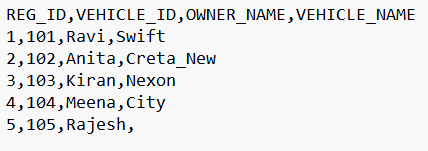 REG_ID,VEHICLE_ID,OWNER_NAME,VEHICLE_NAME
1,101,Ravi,Swift
2,102,Anita,Creta_New
3,103,Kiran,Nexon
4,104,Meena,City
5,105,Rajesh,